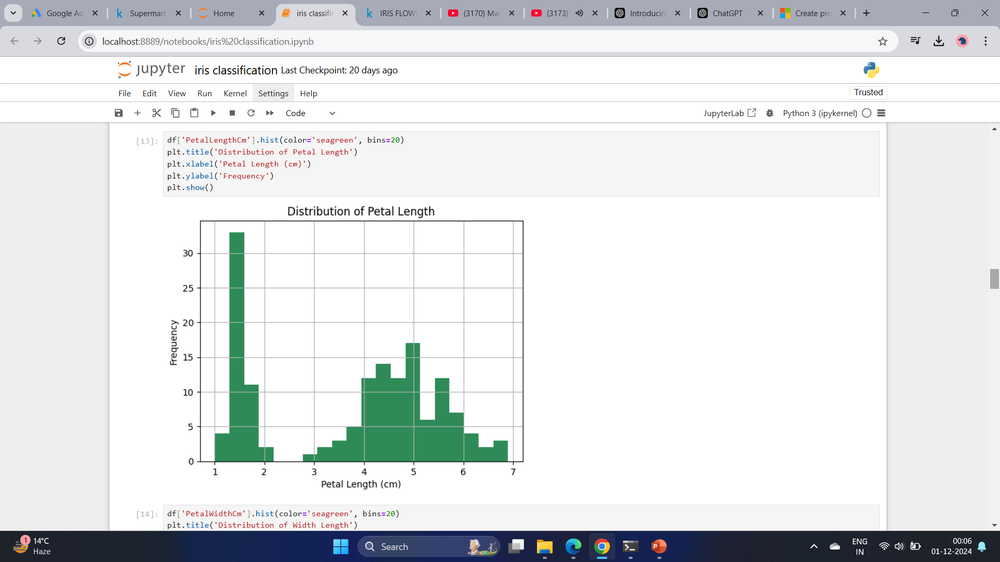 Google Ad
Supermart
Home
iris classific
IRIS FLOW
(3170) Mar
(3173)
Introducin
ChatGPT
Create pro
localhost:8889/notebooks/iris%20classification.ipynb
jupyter iris classification Last Checkpoint: 20 days ago
File Edit View Run Kernel Settings Help
Trusted
Code
JupyterLab
Python 3 (ipykernel)
[13]:
df['PetalLengthCm'].hist(color='seagreen', bins=20)
plt.title('Distribution of Petal Length')
plt.xlabel('Petal Length (cm)')
plt.ylabel('Frequency')
plt.show()
Distribution of Petal Length
30
25
20
15
10
5
0
Frequency
1 2 3 4 5 6 7
Petal Length (cm)
[14]:
df['PetalWidthCm'].hist(color='seagreen', bins=20)
plt.title('Distribution of Width Length')
1
14°C
Haze
Search
ENG
IN
00:06
01-12-2024